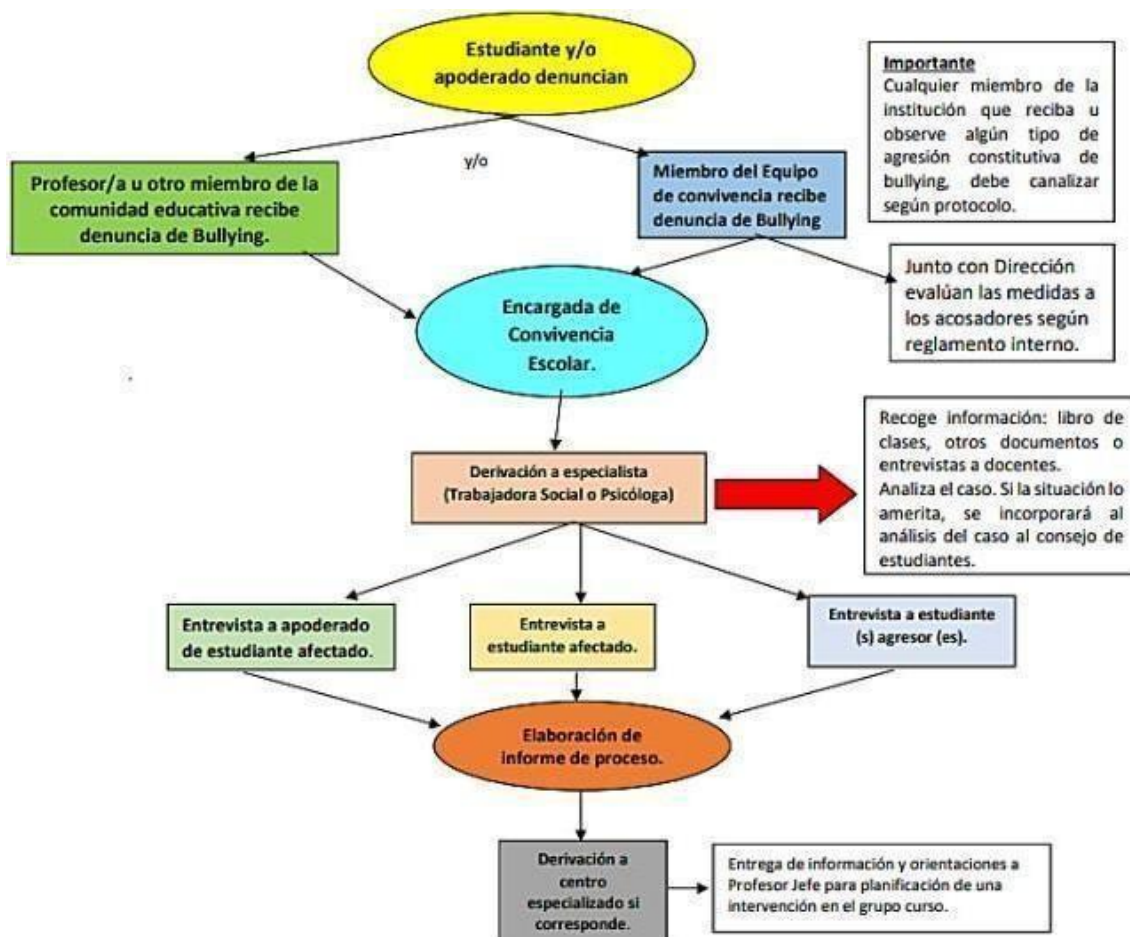 Estudiante y/o
apoderado denuncian
Importante
Cualquier miembro de la
institución que reciba u
observe algún tipo de
agresión constitutiva de
bullying, debe canalizar
según protocolo.
y/o
Profesor/a u otro miembro de la
comunidad educativa recibe
denuncia de Bullying.
Miembro del Equipo
de convivencia recibe
denuncia de Bullying
Junto con Dirección
evalúan las medidas a
los acosadores según
reglamento interno.
Encargada de
Convivencia
Escolar.
Derivación a especialista
(Trabajadora Social o Psicóloga)
Recoge información: libro de
clases, otros documentos o
entrevistas a docentes.
Analiza el caso. Si la situación lo
amerita, se incorporará al
análisis del caso al consejo de
estudiantes.
Entrevista a apoderado
de estudiante afectado.
Entrevista a
estudiante afectado.
Entrevista a estudiante
(s) agresor (es).
Elaboración de
informe de proceso.
Derivación a
centro
especializado si
corresponde.
Entrega de información y orientaciones a
Profesor Jefe para planificación de una
intervención en el grupo curso.